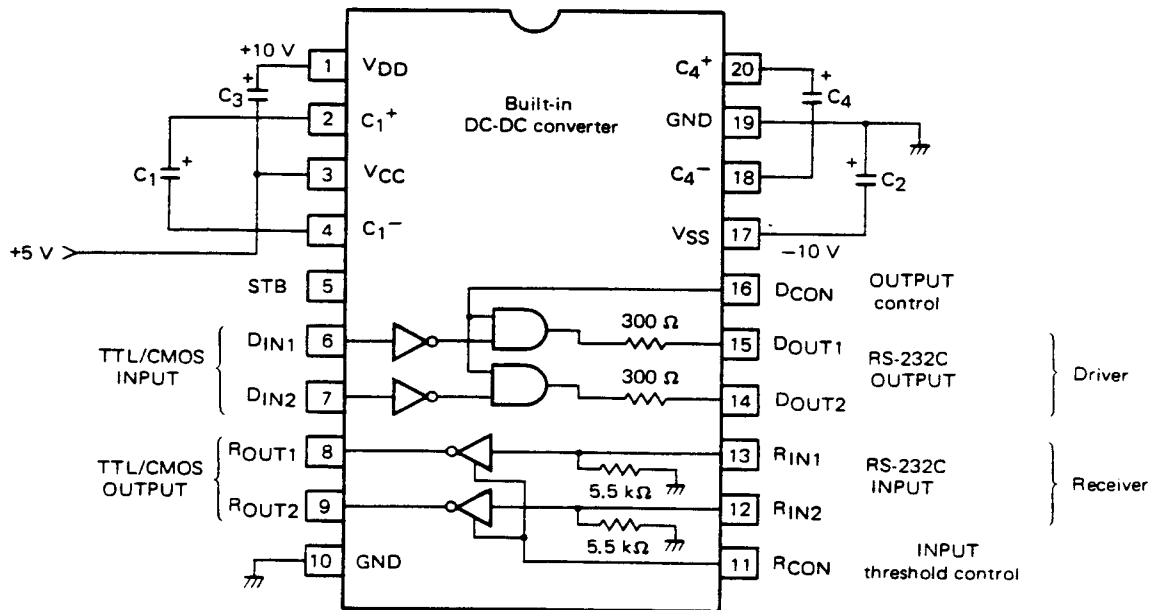 +10 V
1 VDD
C3 +
2 C1+
C1 +
3 VCC
4 C1−
+5 V
STB 5
TTL/CMOS
INPUT
DIN1 6
DIN2 7
TTL/CMOS
OUTPUT
ROUT1 8
ROUT2 9
10 GND
Built-in
DC-DC converter
300 Ω
300 Ω
5.5 kΩ
5.5 kΩ
C4+ 20
+ C4
GND 19
C4− 18
+ C2
VSS 17
−10 V
16 DCON
OUTPUT
control
15 DOUT1
14 DOUT2
RS-232C
OUTPUT
Driver
13 RIN1
12 RIN2
RS-232C
INPUT
Receiver
11 RCON
INPUT
threshold control